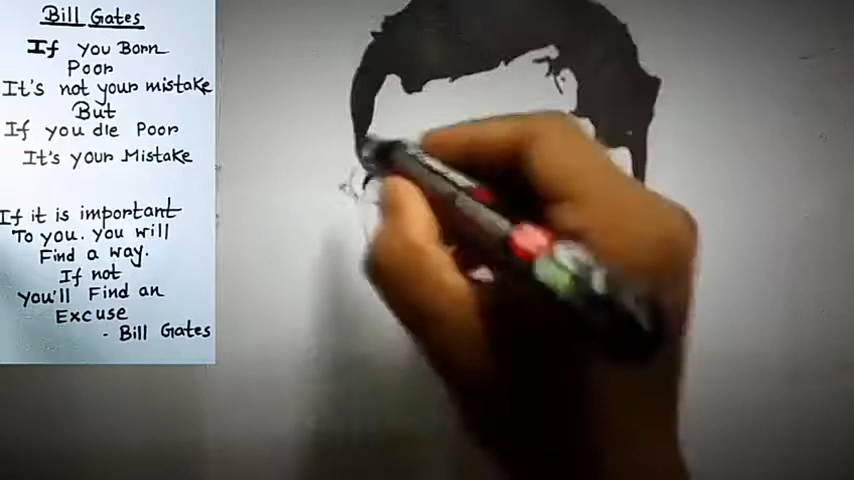 Bill Gates
If you Born
Poor
It's not your mistake
But
If you die Poor
It's your Mistake
If it is important
To you. you will
Find a way.
If not
you'll Find an
Excuse
- Bill Gates